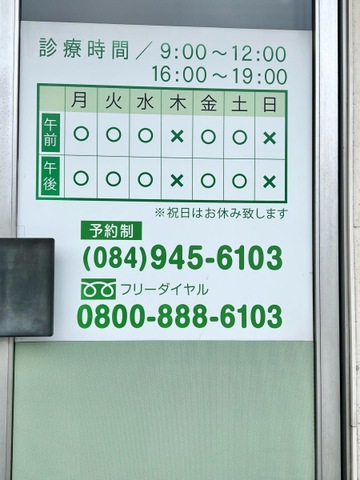 診療時間／9:00～12:00
16:00～19:00
月 火 水 木 金 土 日
午前 ○ ○ ○ × ○ ○ ×
午後 ○ ○ ○ × ○ ○ ×
※祝日はお休み致します
予約制
(084)945-6103
フリーダイヤル
0800-888-6103